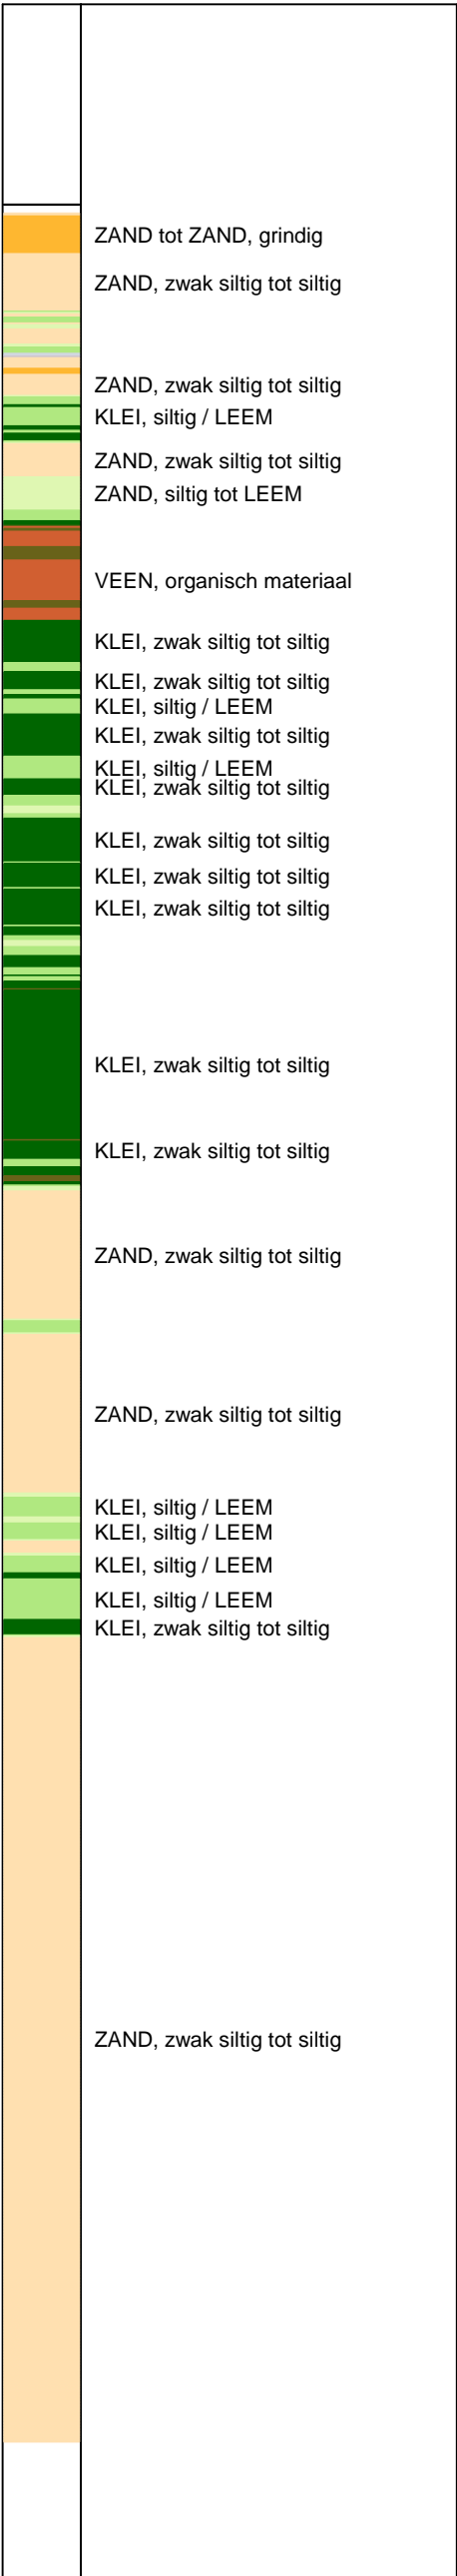 ZAND tot ZAND, grindig
ZAND, zwak siltig tot siltig
ZAND, zwak siltig tot siltig
KLEI, siltig / LEEM
ZAND, zwak siltig tot siltig
ZAND, siltig tot LEEM
VEEN, organisch materiaal
KLEI, zwak siltig tot siltig
KLEI, zwak siltig tot siltig
KLEI, siltig / LEEM
KLEI, zwak siltig tot siltig
KLEI, siltig / LEEM
KLEI, zwak siltig tot siltig
KLEI, zwak siltig tot siltig
KLEI, zwak siltig tot siltig
KLEI, zwak siltig tot siltig
KLEI, zwak siltig tot siltig
KLEI, zwak siltig tot siltig
ZAND, zwak siltig tot siltig
ZAND, zwak siltig tot siltig
KLEI, siltig / LEEM
KLEI, siltig / LEEM
KLEI, siltig / LEEM
KLEI, siltig / LEEM
KLEI, zwak siltig tot siltig
ZAND, zwak siltig tot siltig